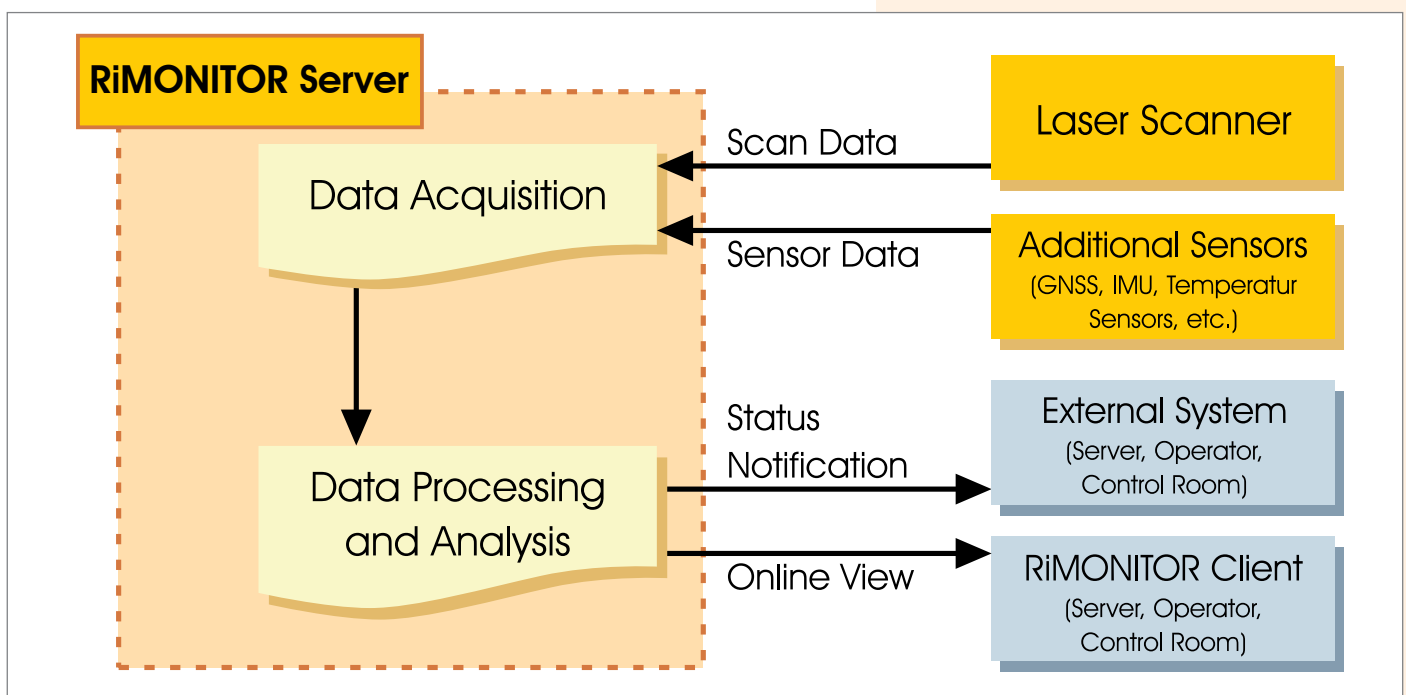 RiMONITOR Server
Data Acquisition
Scan Data
Sensor Data
Laser Scanner
Additional Sensors
(GNSS, IMU, Temperatur
Sensors, etc.)
Data Processing
and Analysis
Status
Notification
Online View
External System
(Server, Operator,
Control Room)
RiMONITOR Client
(Server, Operator,
Control Room)